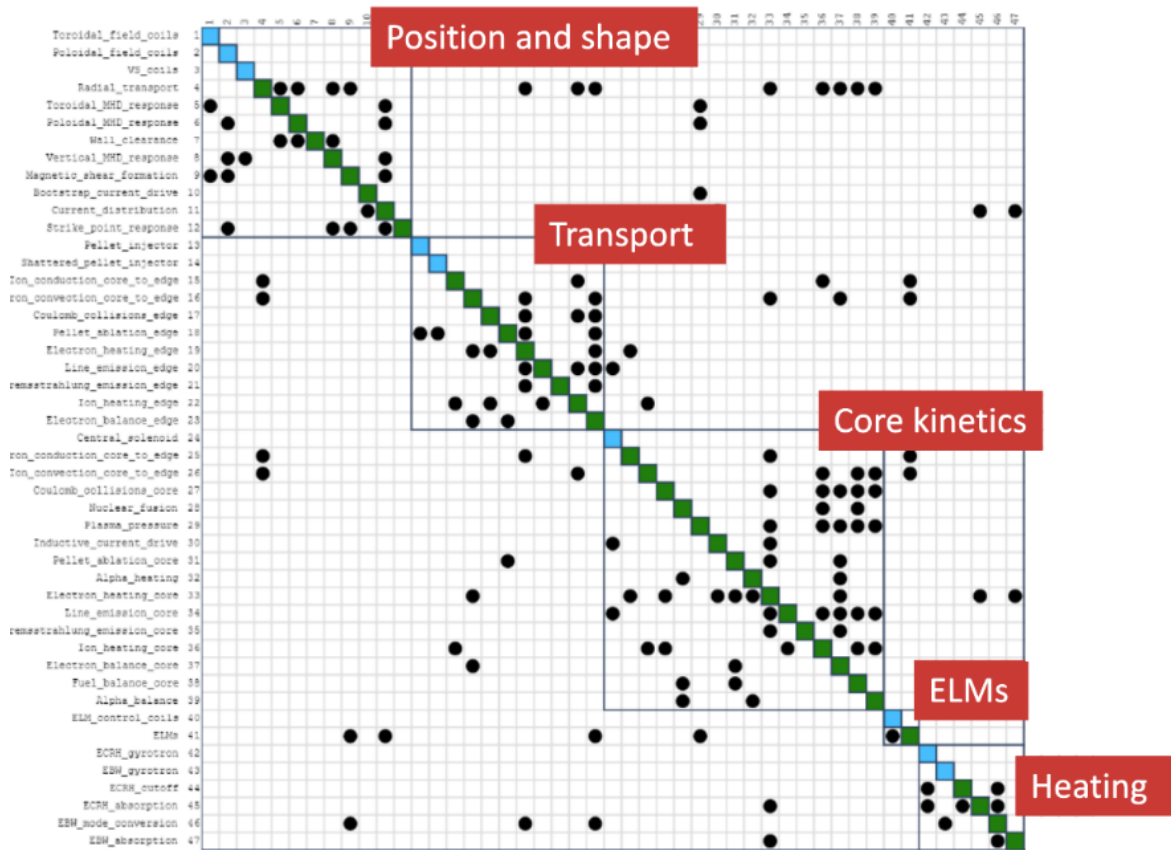 1 2 3 4 5 6 7 8 9 10 29 30 31 32 33 34 35 36 37 38 39 40 41 42 43 44 45 46 47
Position and shape
Toroidal_field_coils 1
Poloidal_field_coils 2
VS_coils 3
Radial_transport 4
Toroidal_MHD_response 5
Poloidal_MHD_response 6
Wall_clearance 7
Vertical_MHD_response 8
Magnetic_shear_formation 9
Bootstrap_current_drive 10
Current_distribution 11
Strike_point_response 12
Transport
Pellet_injector 13
Shattered_pellet_injector 14
Ion_conduction_core_to_edge 15
ron_convection_core_to_edge 16
Coulomb_collisions_edge 17
Pellet_ablation_edge 18
Electron_heating_edge 19
Line_emission_edge 20
remsstrahlung_emission_edge 21
Ion_heating_edge 22
Electron_balance_edge 23
Core kinetics
Central_solenoid 24
ron_conduction_core_to_edge 25
Ion_convection_core_to_edge 26
Coulomb_collisions_core 27
Nuclear_fusion 28
Plasma_pressure 29
Inductive_current_drive 30
Pellet_ablation_core 31
Alpha_heating 32
Electron_heating_core 33
Line_emission_core 34
remsstrahlung_emission_core 35
Ion_heating_core 36
Electron_balance_core 37
Fuel_balance_core 38
Alpha_balance 39
ELMs
ELM_control_coils 40
ELMs 41
ECRH_gyrotron 42
EBW_gyrotron 43
Heating
ECRH_cutoff 44
ECRH_absorption 45
EBW_mode_conversion 46
EBW_absorption 47